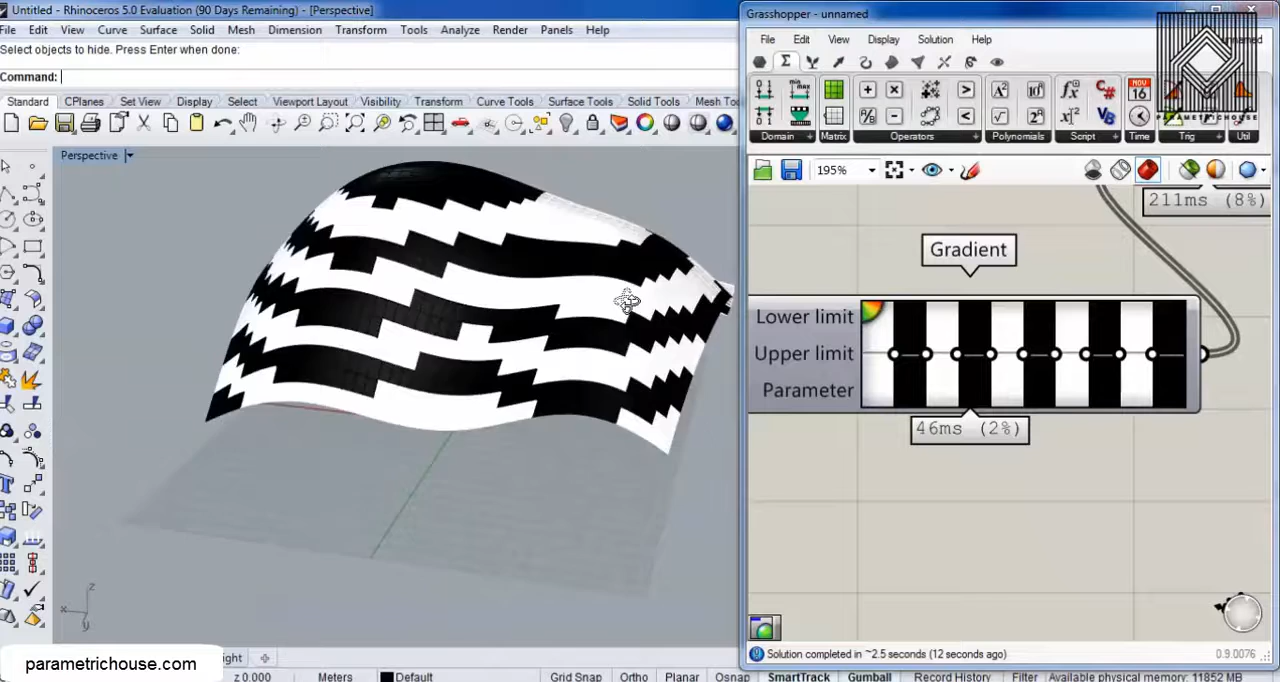 Untitled - Rhinoceros 5.0 Evaluation (90 Days Remaining) - [Perspective]
File Edit View Curve Surface Solid Mesh Dimension Transform Tools Analyze Render Panels Help
Select objects to hide. Press Enter when done:
Command:
Standard CPlanes Set View Display Select Viewport Layout Visibility Transform Curve Tools Surface Tools Solid Tools Mesh Too
Perspective
z
x
y
parametrichouse.com
ight
z 0.000 Meters Default Grid Snap Ortho Planar Osnap SmartTrack Gumball Record History Filter Available physical memory: 11852 MB
Grasshopper - unnamed
File Edit View Display Solution Help
unnamed
PARAMETRICHOUSE
Domain Matrix Operators Polynomials Script Time Trig Util
195%
211ms (8%)
Gradient
Lower limit
Upper limit
Parameter
46ms (2%)
Solution completed in ~2.5 seconds (12 seconds ago)
0.9.0076